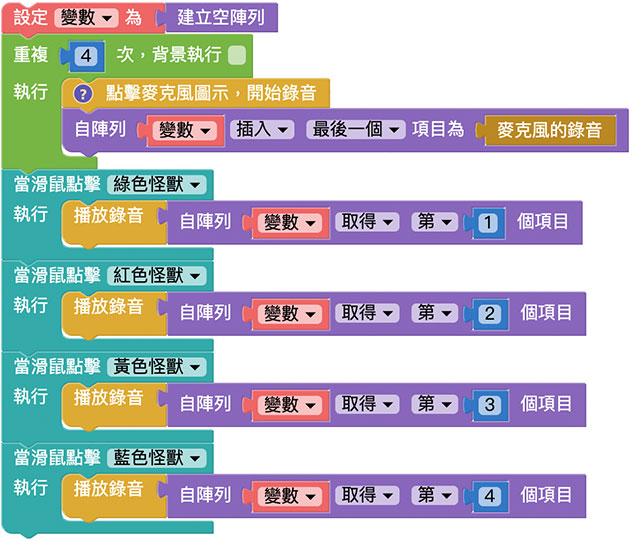 設定 變數 為 建立空陣列
重複 4 次，背景執行
執行 ? 點擊麥克風圖示，開始錄音
自陣列 變數 插入 最後一個 項目為 麥克風的錄音
當滑鼠點擊 綠色怪獸
執行 播放錄音 自陣列 變數 取得 第 1 個項目
當滑鼠點擊 紅色怪獸
執行 播放錄音 自陣列 變數 取得 第 2 個項目
當滑鼠點擊 黃色怪獸
執行 播放錄音 自陣列 變數 取得 第 3 個項目
當滑鼠點擊 藍色怪獸
執行 播放錄音 自陣列 變數 取得 第 4 個項目